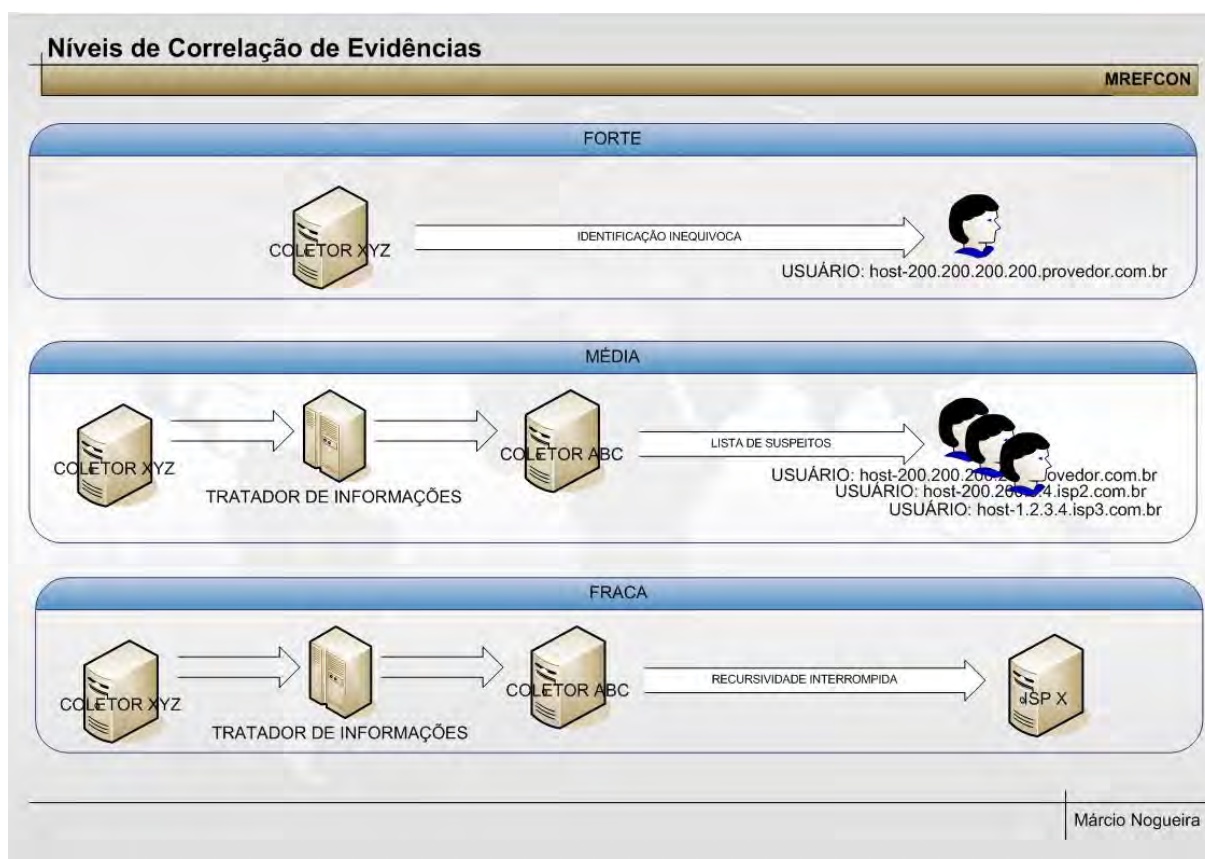 Níveis de Correlação de Evidências
MREFCON
FORTE
COLETOR XYZ
IDENTIFICAÇÃO INEQUIVOCA
USUÁRIO: host-200.200.200.200.provedor.com.br
MÉDIA
COLETOR XYZ
TRATADOR DE INFORMAÇÕES
COLETOR ABC
LISTA DE SUSPEITOS
USUÁRIO:
USUÁRIO:
USUÁRIO: host-1.2.3.4.isp3.com.br
FRACA
COLETOR XYZ
TRATADOR DE INFORMAÇÕES
COLETOR ABC
RECURSIVIDADE INTERROMPIDA
ISP X
Márcio Nogueira